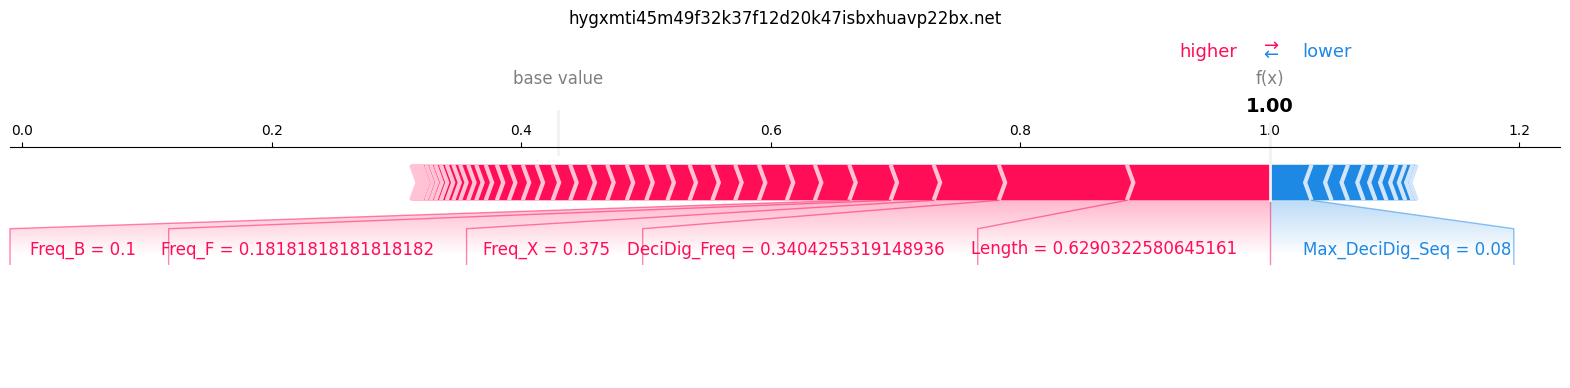 hygxmti45m49f32k37f12d20k47isbxhuavp22bx.net
higher ⇄ lower
base value f(x)
1.00
0.0 0.2 0.4 0.6 0.8 1.0 1.2
Freq_B = 0.1 Freq_F = 0.18181818181818182 Freq_X = 0.375 DeciDig_Freq = 0.3404255319148936 Length = 0.6290322580645161 Max_DeciDig_Seq = 0.08